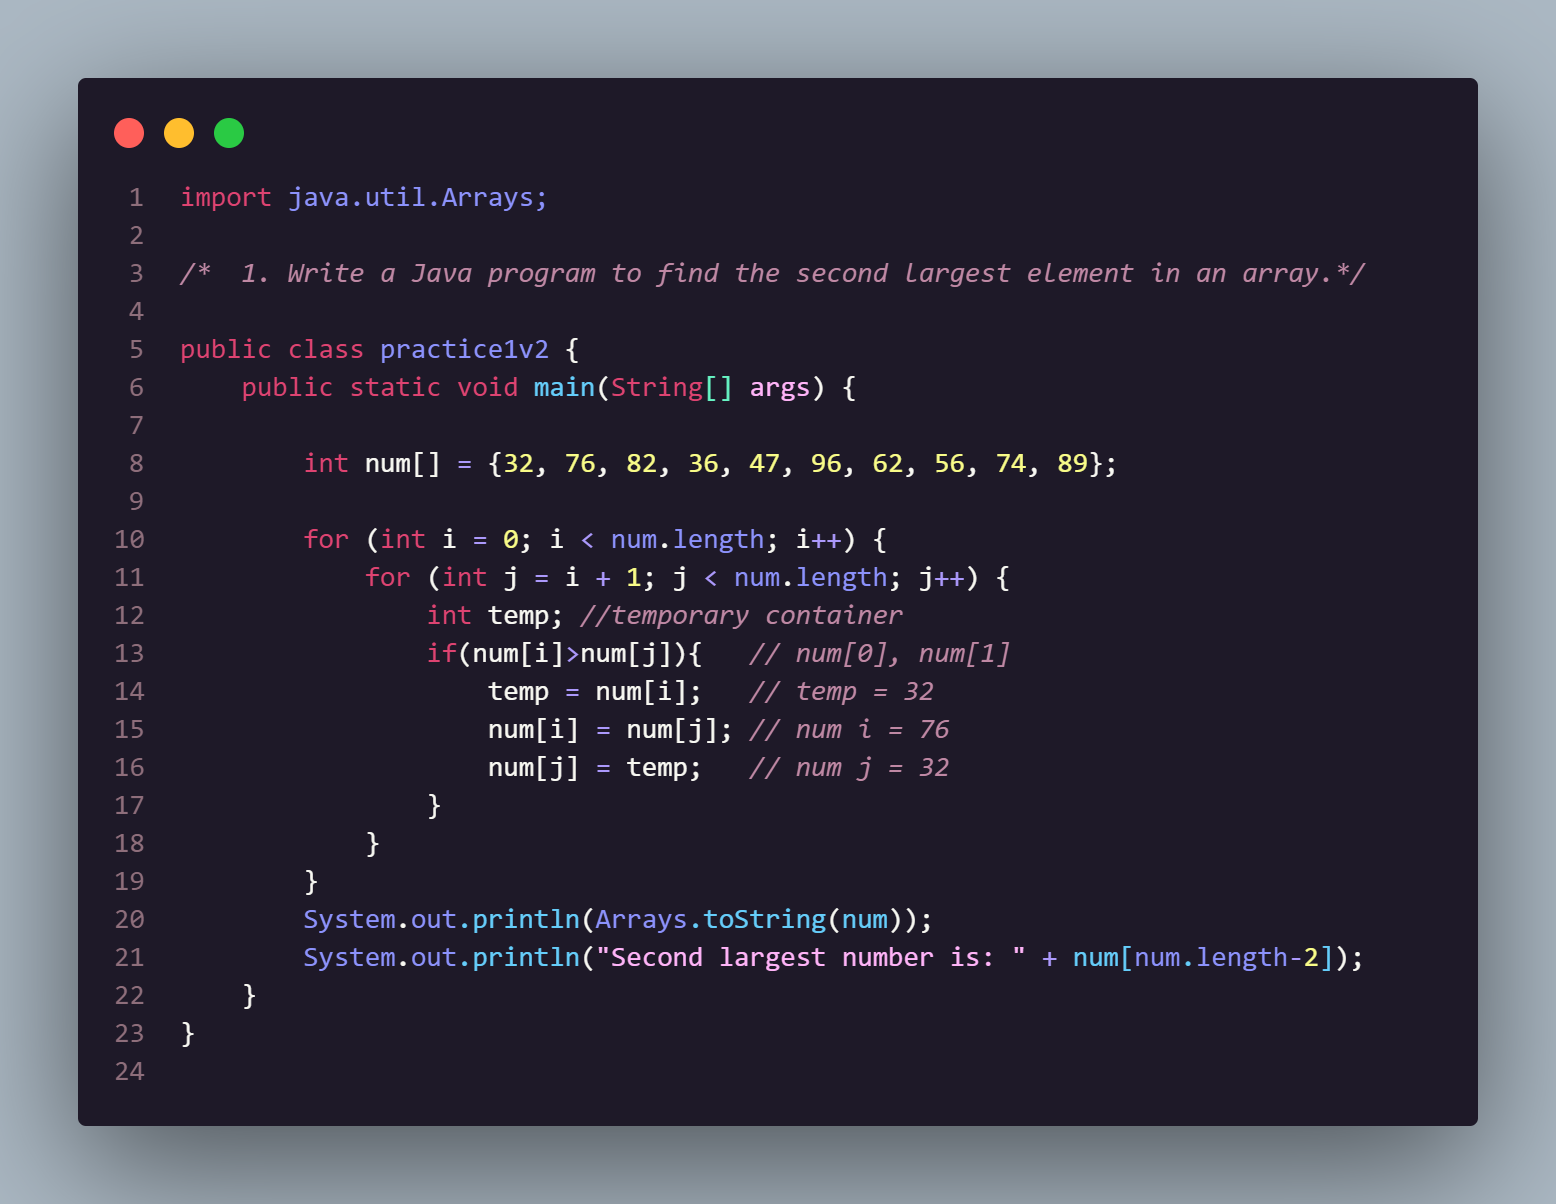 1 import java.util.Arrays;
2
3 /*  1. Write a Java program to find the second largest element in an array.*/
4
5 public class practice1v2 {
6     public static void main(String[] args) {
7
8         int num[] = {32, 76, 82, 36, 47, 96, 62, 56, 74, 89};
9
10         for (int i = 0; i < num.length; i++) {
11             for (int j = i + 1; j < num.length; j++) {
12                 int temp; //temporary container
13                 if(num[i]>num[j]){   // num[0], num[1]
14                     temp = num[i];   // temp = 32
15                     num[i] = num[j]; // num i = 76
16                     num[j] = temp;   // num j = 32
17                 }
18             }
19         }
20         System.out.println(Arrays.toString(num));
21         System.out.println("Second largest number is: " + num[num.length-2]);
22     }
23 }
24